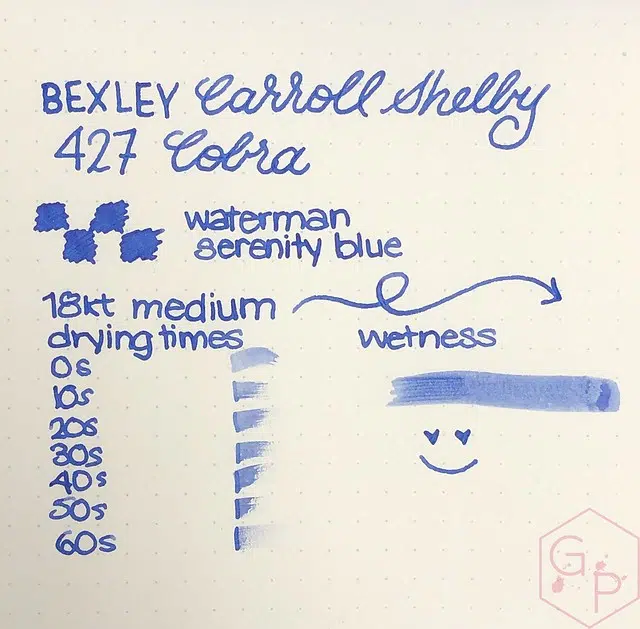 BEXLEY Carroll Shelby
427 Cobra
waterman
serenity blue
18kt medium
drying times
wetness
0s
10s
20s
30s
40s
50s
60s
GP